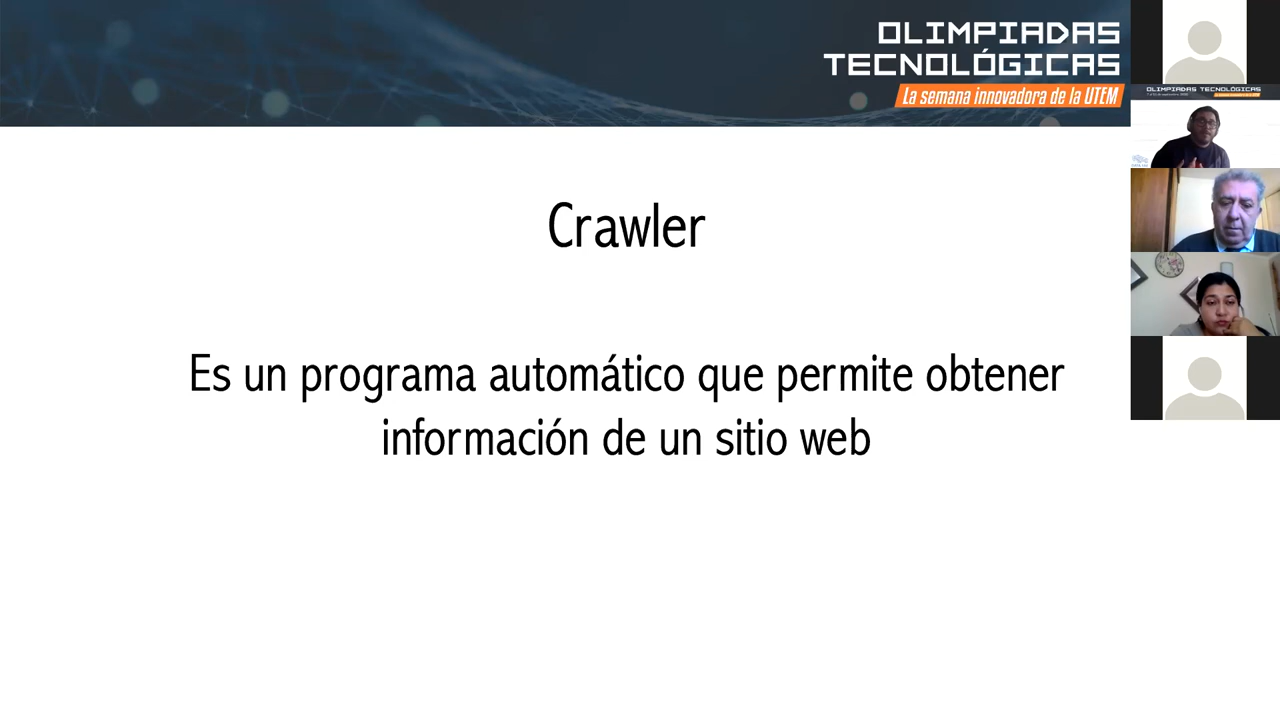 OLIMPIADAS
TECNOLÓGICAS
La semana innovadora de la UTEM
OLIMPIADAS TECNOLÓGICAS
Crawler
Es un programa automático que permite obtener
información de un sitio web